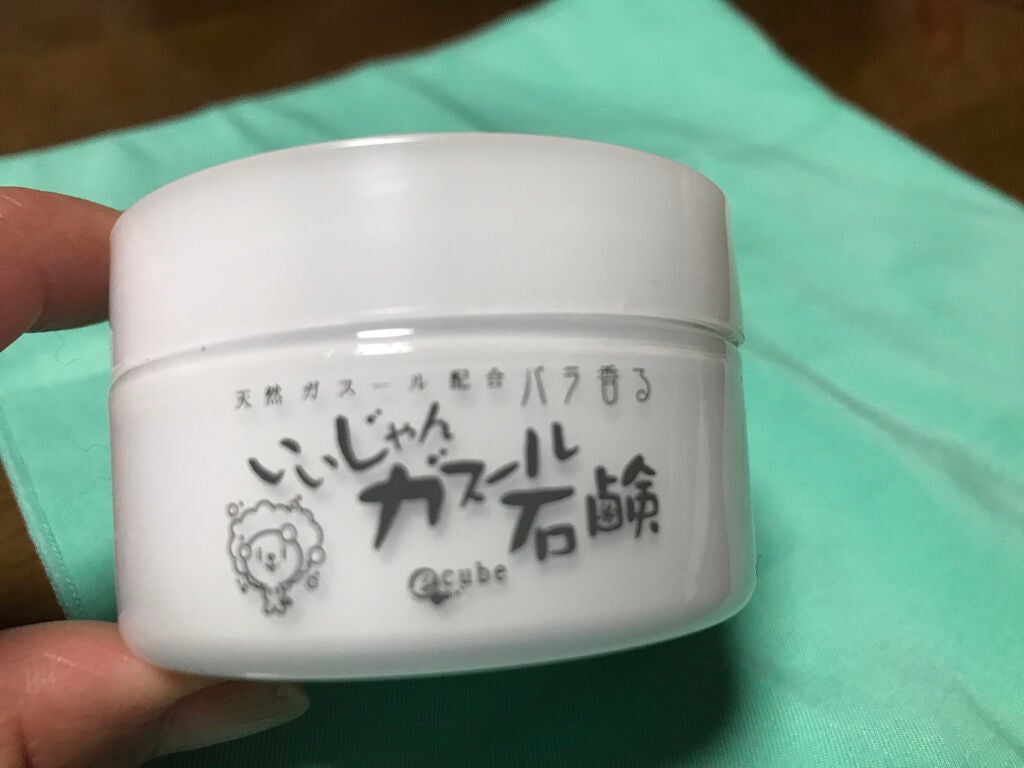 天然ガスール配合 バラ香る
いいじゃん
ガスール石鹸
@cube